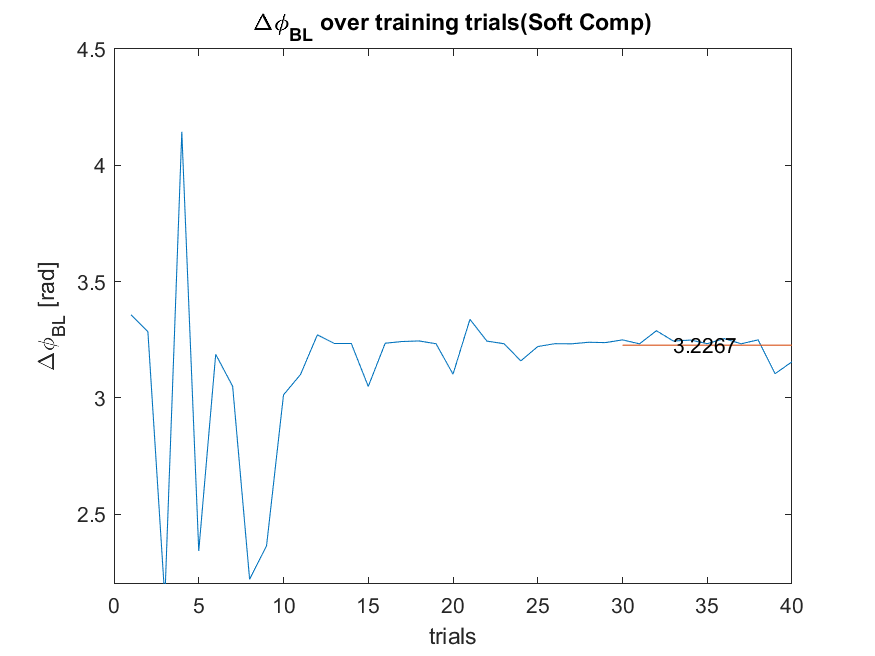 Δϕ_BL over training trials(Soft Comp)
4.5
4
3.5
3
2.5
Δϕ_BL [rad]
3.2267
0 5 10 15 20 25 30 35 40
trials